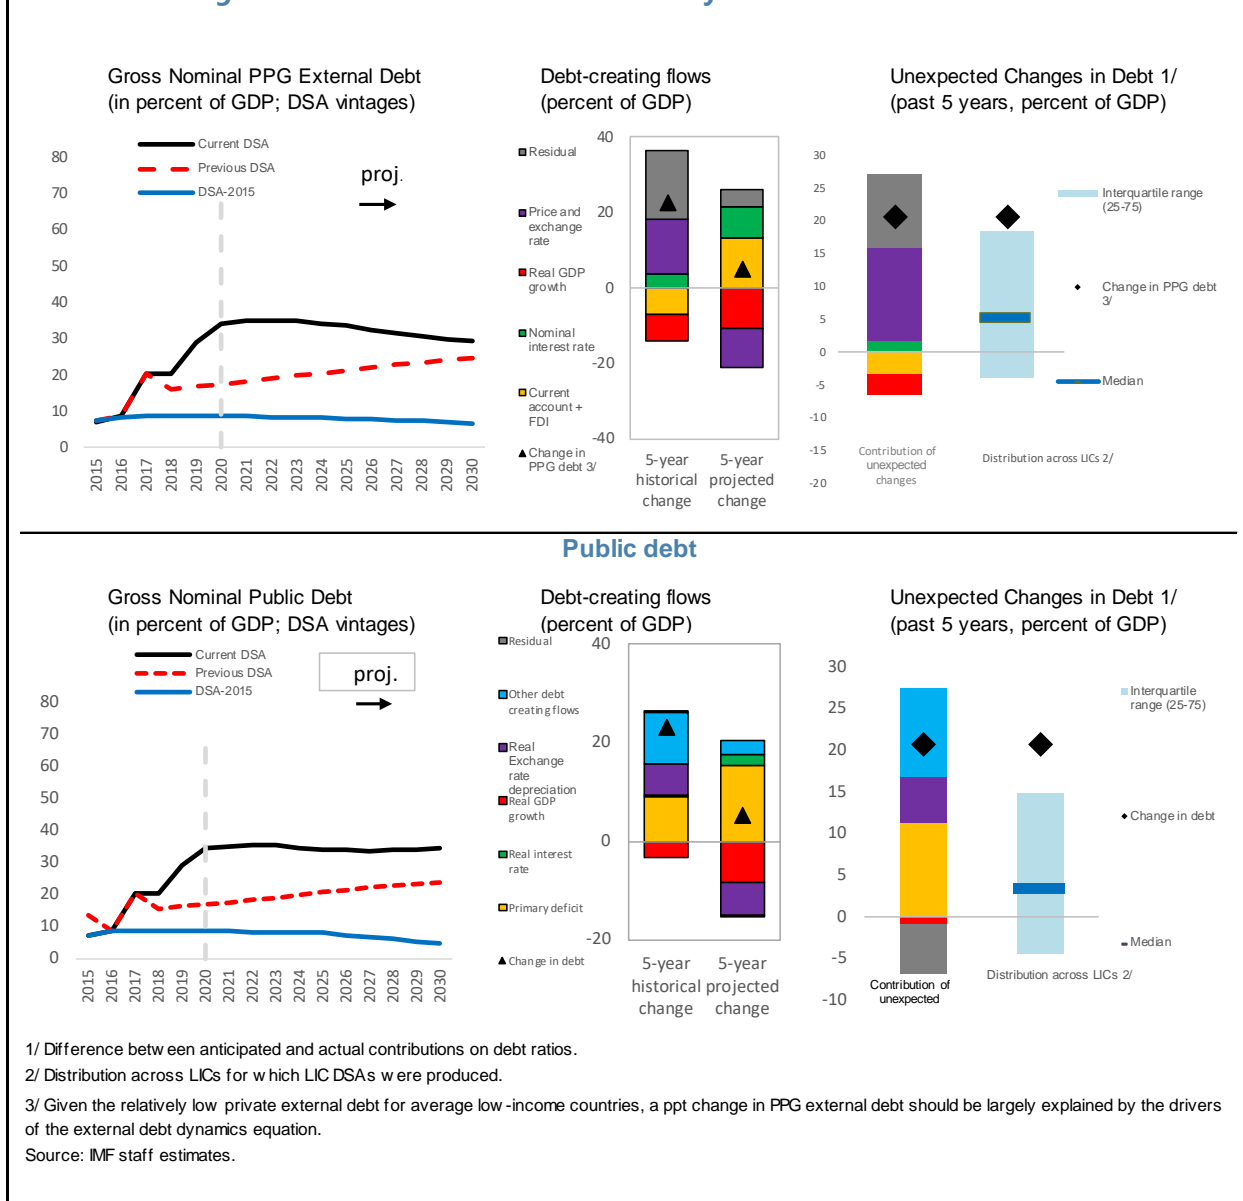 Gross Nominal PPG External Debt
(in percent of GDP; DSA vintages)
Current DSA
Previous DSA
DSA-2015
proj.
80
70
60
50
40
30
20
10
0
2015
2016
2017
2018
2019
2020
2021
2022
2023
2024
2025
2026
2027
2028
2029
2030
Debt-creating flows
(percent of GDP)
Residual
Price and
exchange
rate
Real GDP
growth
Nominal
interest rate
Current
account +
FDI
Change in
PPG debt 3/
40
20
0
-20
-40
5-year
historical
change
5-year
projected
change
Unexpected Changes in Debt 1/
(past 5 years, percent of GDP)
30
25
20
15
10
5
0
-5
-10
-15
-20
Contribution of
unexpected
changes
Distribution across LICs 2/
Interquartile range
(25-75)
Change in PPG debt
3/
Median
Public debt
Gross Nominal Public Debt
(in percent of GDP; DSA vintages)
Current DSA
Previous DSA
DSA-2015
proj.
80
70
60
50
40
30
20
10
0
2015
2016
2017
2018
2019
2020
2021
2022
2023
2024
2025
2026
2027
2028
2029
2030
Debt-creating flows
(percent of GDP)
Residual
Other debt
creating flows
Real
Exchange
rate
depreciation
Real GDP
growth
Real interest
rate
Primary deficit
Change in debt
40
20
0
-20
5-year
historical
change
5-year
projected
change
Unexpected Changes in Debt 1/
(past 5 years, percent of GDP)
30
25
20
15
10
5
0
-5
-10
Contribution of
unexpected
Distribution across LICs 2/
Interquartile
range (25-75)
Change in debt
Median
1/ Difference between anticipated and actual contributions on debt ratios.
2/ Distribution across LICs for which LIC DSAs were produced.
3/ Given the relatively low private external debt for average low-income countries, a ppt change in PPG external debt should be largely explained by the drivers
of the external debt dynamics equation.
Source: IMF staff estimates.